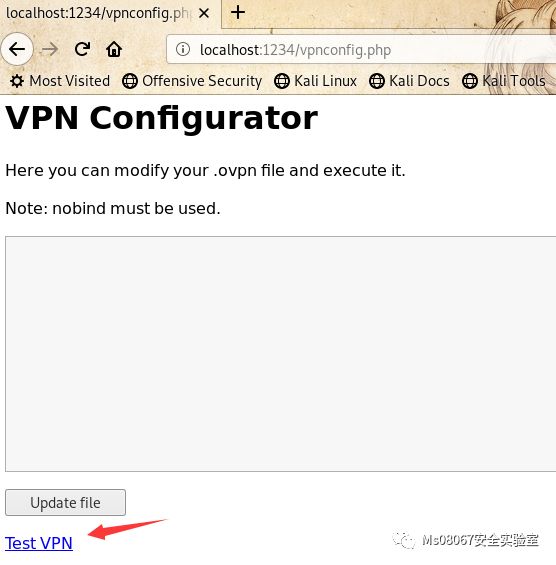 localhost:1234/vpnconfig.ph
localhost:1234/vpnconfig.php
Most Visited Offensive Security Kali Linux Kali Docs Kali Tools
VPN Configurator
Here you can modify your .ovpn file and execute it.
Note: nobind must be used.
Update file
Test VPN
Ms08067安全实验室